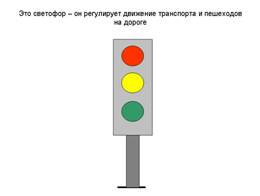 Это светофор – он регулирует движение транспорта и пешеходов
на дороге